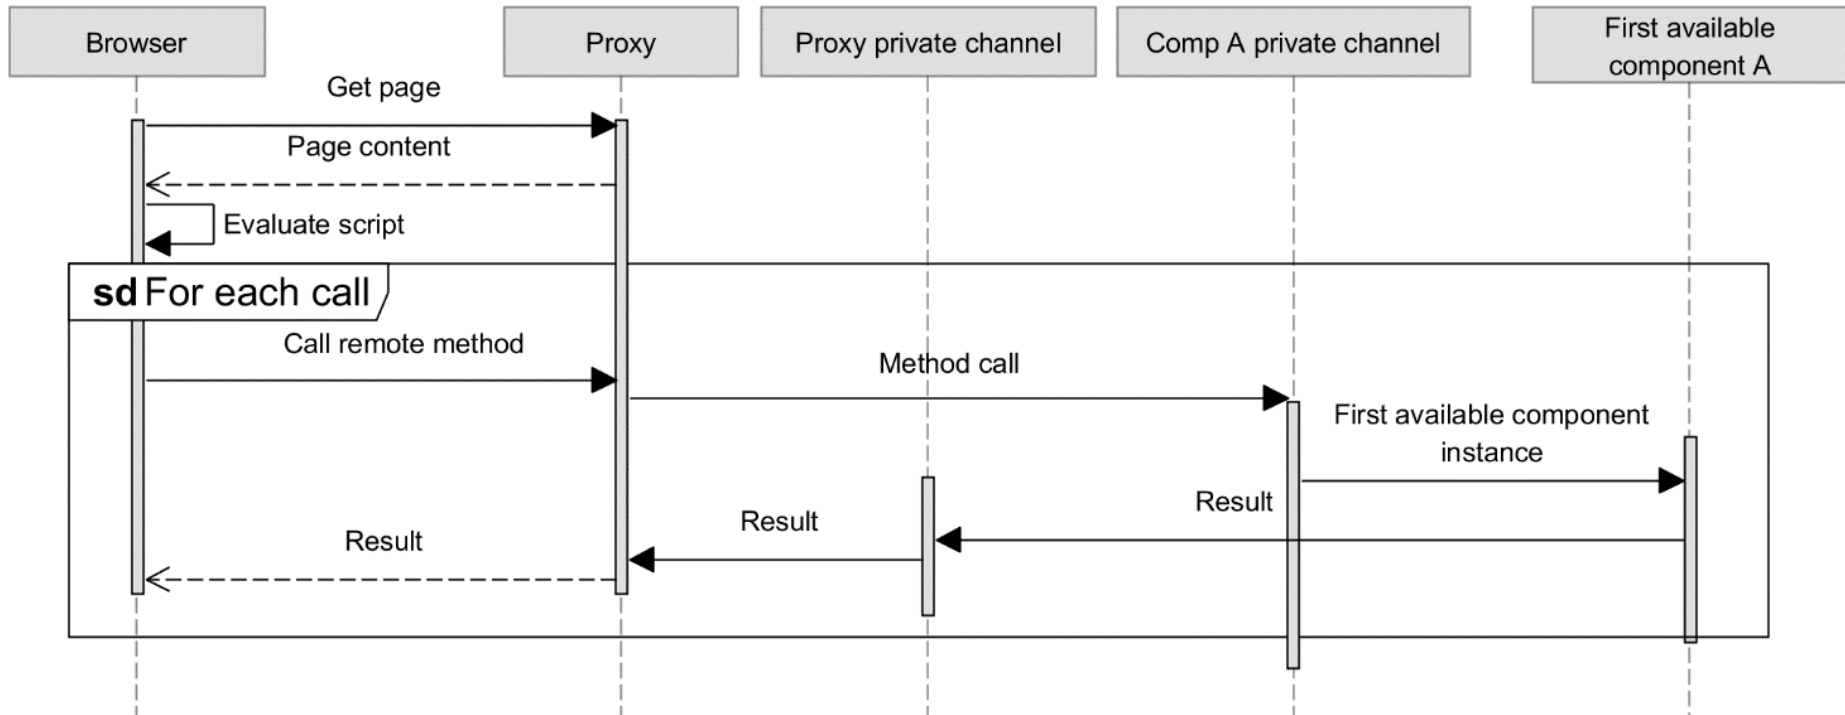 Browser
Proxy
Proxy private channel
Comp A private channel
First available
component A
Get page
Page content
Evaluate script
sd For each call
Call remote method
Method call
First available component
instance
Result
Result
Result